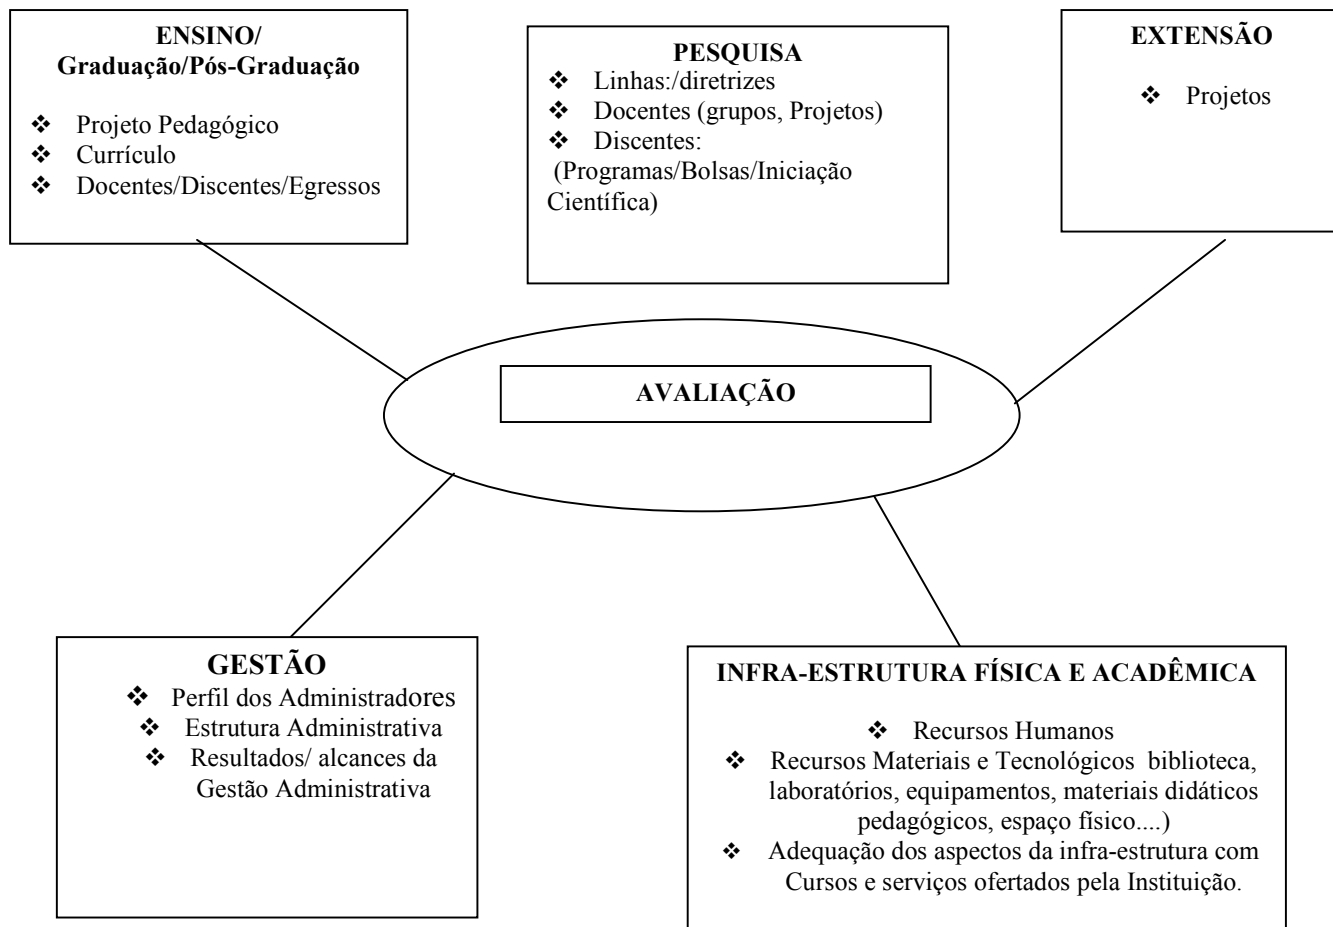 ENSINO/
Graduação/Pós-Graduação
❖ Projeto Pedagógico
❖ Currículo
❖ Docentes/Discentes/Egressos
PESQUISA
❖ Linhas:/diretrizes
❖ Docentes (grupos, Projetos)
❖ Discentes:
(Programas/Bolsas/Iniciação
Científica)
EXTENSÃO
❖ Projetos
AVALIAÇÃO
GESTÃO
❖ Perfil dos Administradores
❖ Estrutura Administrativa
❖ Resultados/ alcances da
Gestão Administrativa
INFRA-ESTRUTURA FÍSICA E ACADÊMICA
❖ Recursos Humanos
❖ Recursos Materiais e Tecnológicos biblioteca,
laboratórios, equipamentos, materiais didáticos
pedagógicos, espaço físico....)
❖ Adequação dos aspectos da infra-estrutura com
Cursos e serviços ofertados pela Instituição.